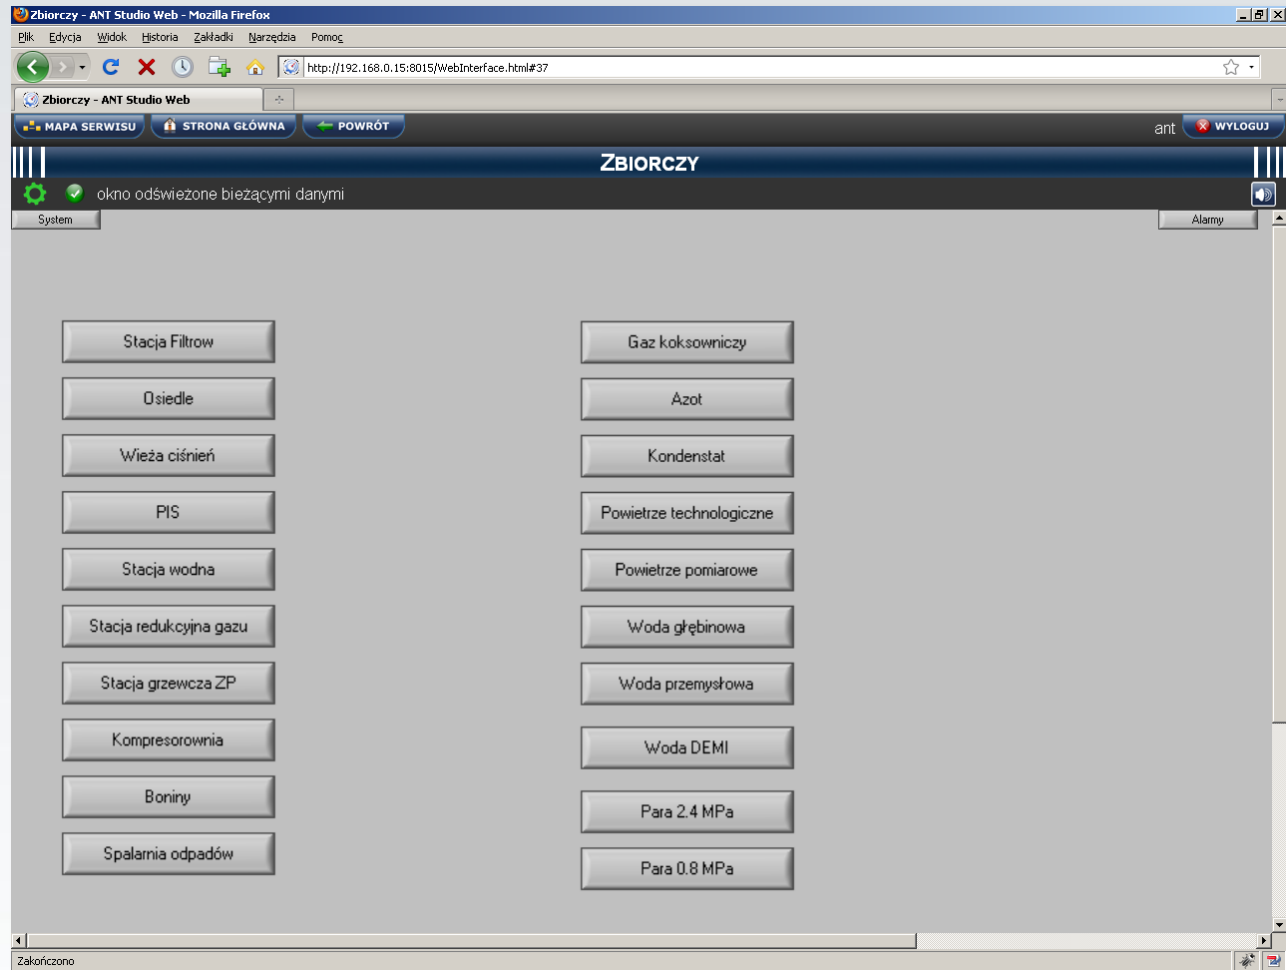 Zbiorczy - ANT Studio Web - Mozilla Firefox
Plik Edycja Widok Historia Zakładki Narzędzia Pomoc
http://192.168.0.15:8015/WebInterface.html#37
Zbiorczy - ANT Studio Web
MAPA SERWISU STRONA GŁÓWNA POWRÓT ant WYLOGUJ
ZBIORCZY
okno odświeżone bieżącymi danymi
System Alarmy
Stacja Filtrow
Osiedle
Wieża ciśnień
PIS
Stacja wodna
Stacja redukcyjna gazu
Stacja grzewcza ZP
Kompresorownia
Boniny
Spalarnia odpadów
Gaz koksowniczy
Azot
Kondenstat
Powietrze technologiczne
Powietrze pomiarowe
Woda głębinowa
Woda przemysłowa
Woda DEMI
Para 2.4 MPa
Para 0.8 MPa
Zakończono